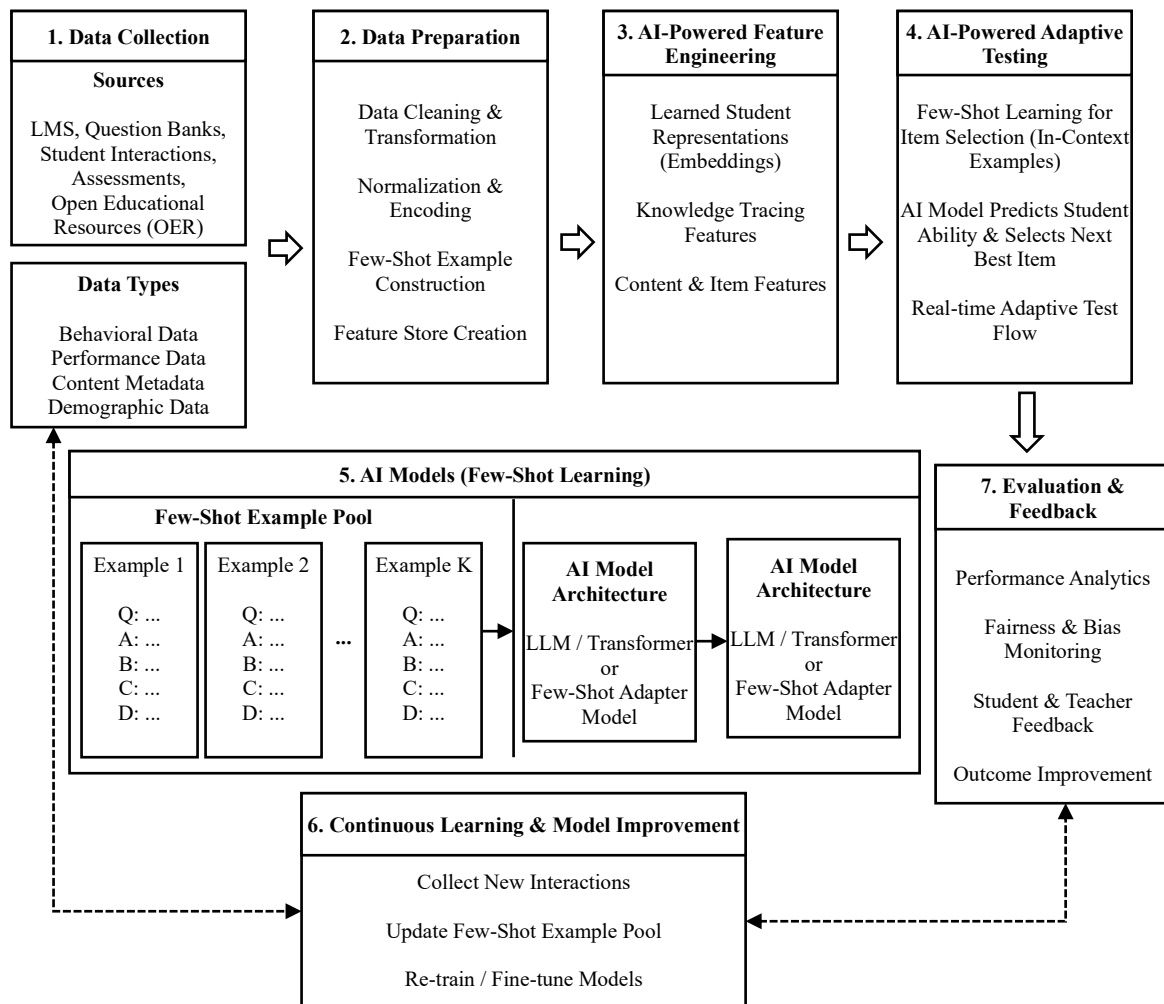 1. Data Collection
Sources
LMS, Question Banks,
Student Interactions,
Assessments,
Open Educational
Resources (OER)
Data Types
Behavioral Data
Performance Data
Content Metadata
Demographic Data
2. Data Preparation
Data Cleaning &
Transformation
Normalization &
Encoding
Few-Shot Example
Construction
Feature Store Creation
3. AI-Powered Feature
Engineering
Learned Student
Representations
(Embeddings)
Knowledge Tracing
Features
Content & Item Features
4. AI-Powered Adaptive
Testing
Few-Shot Learning for
Item Selection (In-Context
Examples)
AI Model Predicts Student
Ability & Selects Next
Best Item
Real-time Adaptive Test
Flow
5. AI Models (Few-Shot Learning)
Few-Shot Example Pool
Example 1
Q: ...
A: ...
B: ...
C: ...
D: ...
Example 2
Q: ...
A: ...
B: ...
C: ...
D: ...
...
Example K
Q: ...
A: ...
B: ...
C: ...
D: ...
AI Model
Architecture
LLM / Transformer
or
Few-Shot Adapter
Model
AI Model
Architecture
LLM / Transformer
or
Few-Shot Adapter
Model
7. Evaluation &
Feedback
Performance Analytics
Fairness & Bias
Monitoring
Student & Teacher
Feedback
Outcome Improvement
6. Continuous Learning & Model Improvement
Collect New Interactions
Update Few-Shot Example Pool
Re-train / Fine-tune Models